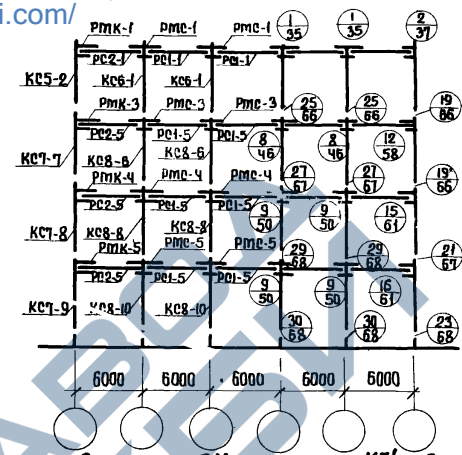 i.com/
РМК-1 РМС-1 РМС-1 1/35 1/35 2/37
РС2-1 РС1-1 РС1-1
КС5-2 КС6-1 КС6-1
РМК-3 РМС-3 РМС-3 25/66 25/66 19/66
РС2-5 РС1-5 РС1-5 8/46 8/46 12/58
КС7-7 КС8-6 КС8-6
РМК-4 РМС-4 РМС-4 27/67 27/67 19/66
РС2-5 РС1-5 РС1-5 9/50 9/50 15/61
КС7-8 КС8-8 КС8-8
РМК-5 РМС-5 РМС-5 29/68 29/68 21/67
РС2-5 РС1-5 РС1-5 9/50 9/50 16/61
КС7-9 КС8-10 КС8-10 30/68 30/68 23/68
6000 6000 6000 6000 6000